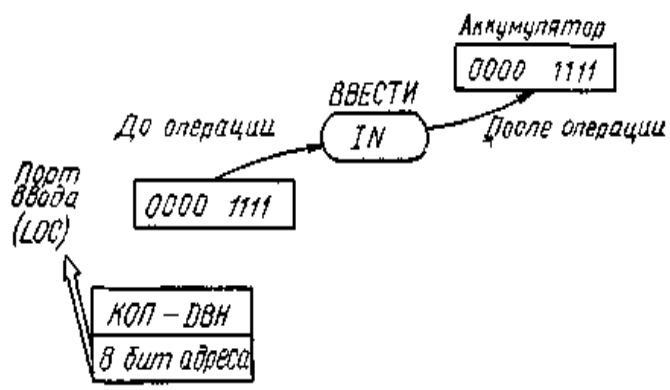 Аккумулятор
0000 1111
ВВЕСТИ
IN
До операции
После операции
Порт
ввода
(LOC)
0000 1111
КОП – DBH
8 бит адреса